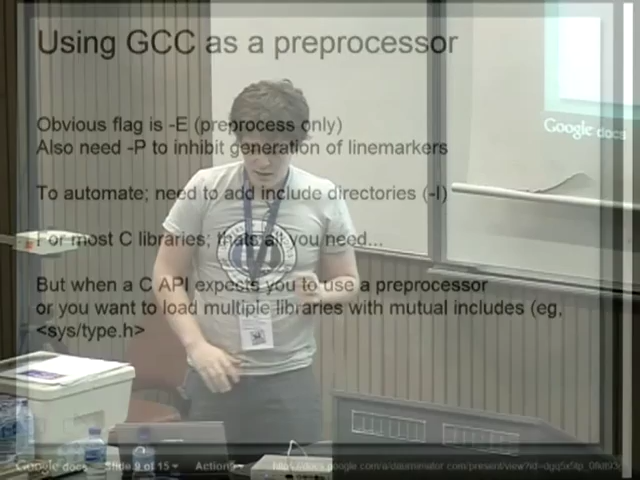 Using GCC as a preprocessor
Google docs
Obvious flag is -E (preprocess only)
Also need -P to inhibit generation of linemarkers
To automate; need to add include directories (-I)
For most C libraries; thats all you need...
But when a C API expects you to use a preprocessor
or you want to load multiple libraries with mutual includes (eg,
<sys/type.h>
Google docs Slide 9 of 15 Actions